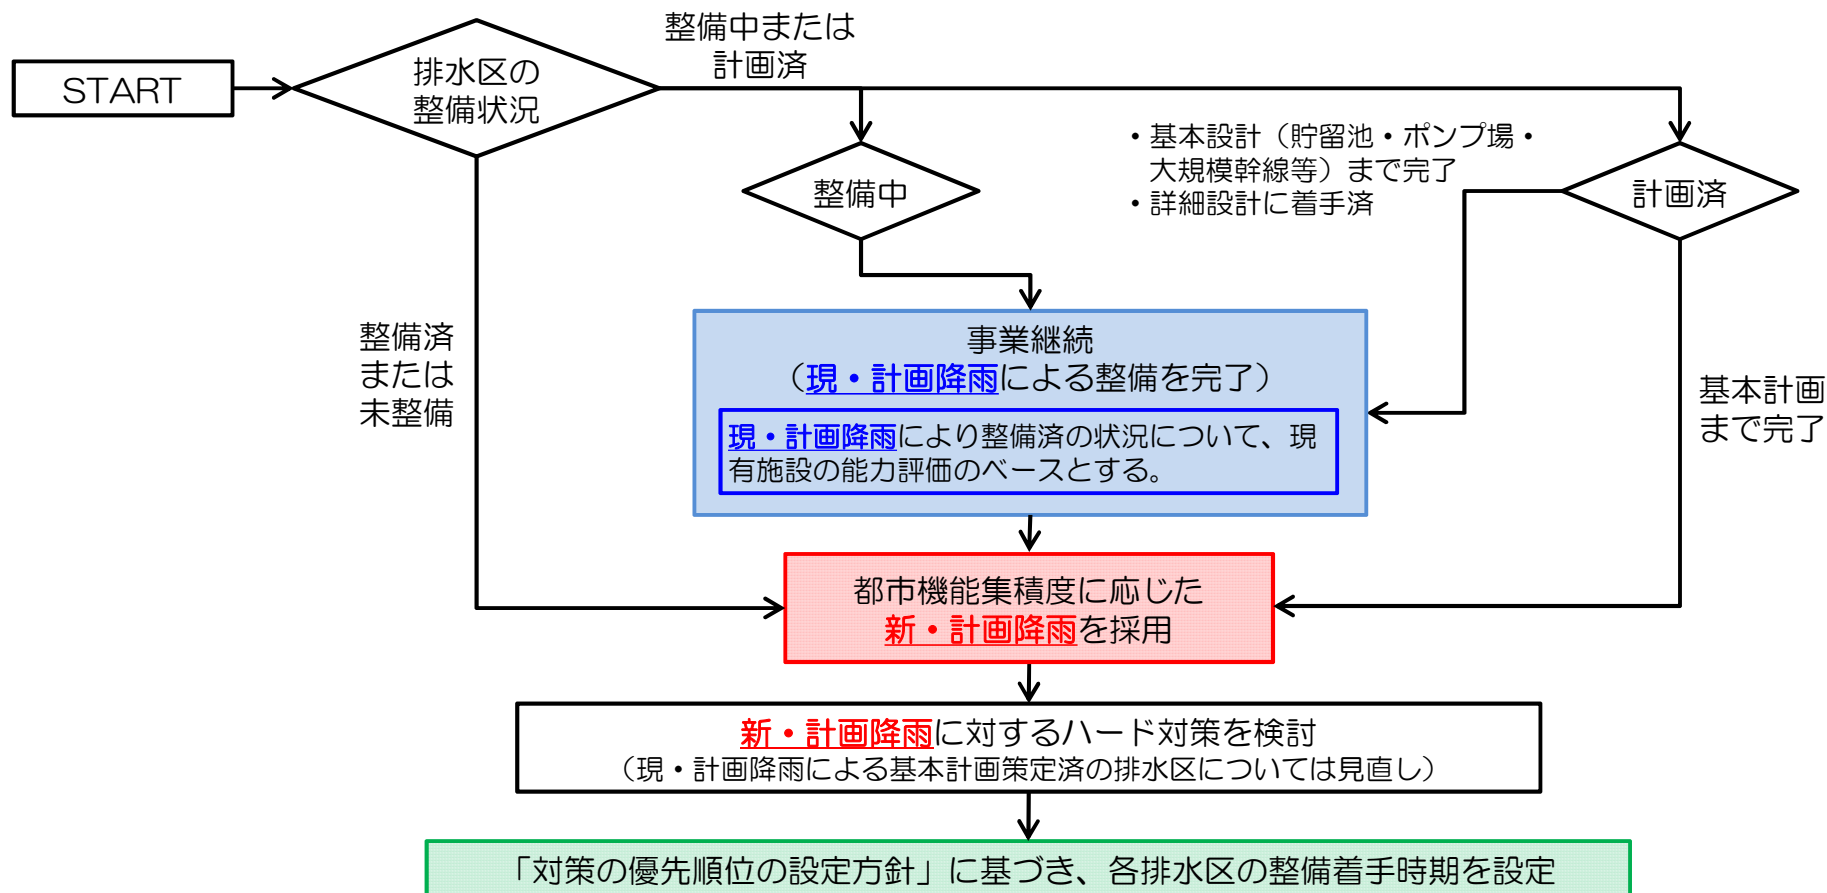 START
排水区の
整備状況
整備中または
計画済
整備中
・基本設計（貯留池・ポンプ場・
大規模幹線等）まで完了
・詳細設計に着手済
計画済
整備済
または
未整備
事業継続
（現・計画降雨による整備を完了）
現・計画降雨により整備済の状況について、現
有施設の能力評価のベースとする。
基本計画
まで完了
都市機能集積度に応じた
新・計画降雨を採用
新・計画降雨に対するハード対策を検討
（現・計画降雨による基本計画策定済の排水区については見直し）
「対策の優先順位の設定方針」に基づき、各排水区の整備着手時期を設定